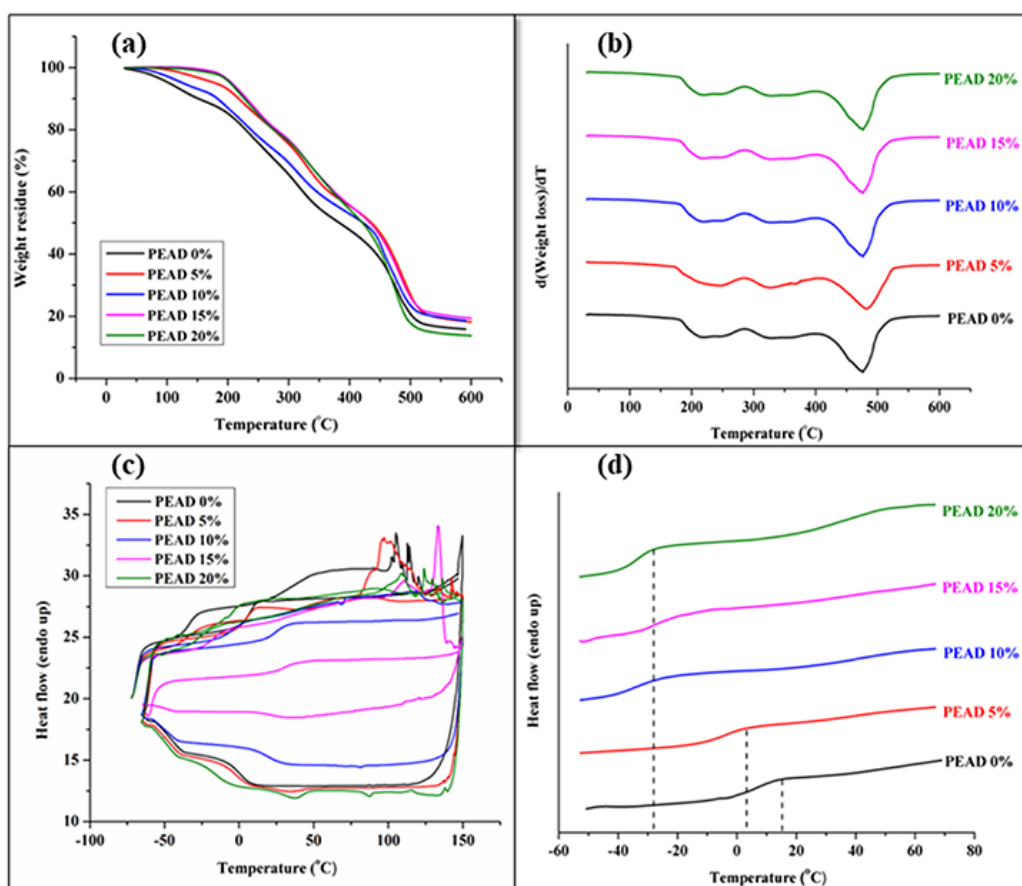 (a)
Weight residue (%)
100
80
60
40
20
0
PEAD 0%
PEAD 5%
PEAD 10%
PEAD 15%
PEAD 20%
0 100 200 300 400 500 600
Temperature (°C)
(b)
d(Weight loss)/dT
PEAD 20%
PEAD 15%
PEAD 10%
PEAD 5%
PEAD 0%
0 100 200 300 400 500 600
Temperature (°C)
(c)
Heat flow (endo up)
35
30
25
20
15
10
PEAD 0%
PEAD 5%
PEAD 10%
PEAD 15%
PEAD 20%
-100 -50 0 50 100 150
Temperature (°C)
(d)
Heat flow (endo up)
PEAD 20%
PEAD 15%
PEAD 10%
PEAD 5%
PEAD 0%
-60 -40 -20 0 20 40 60 80
Temperature (°C)